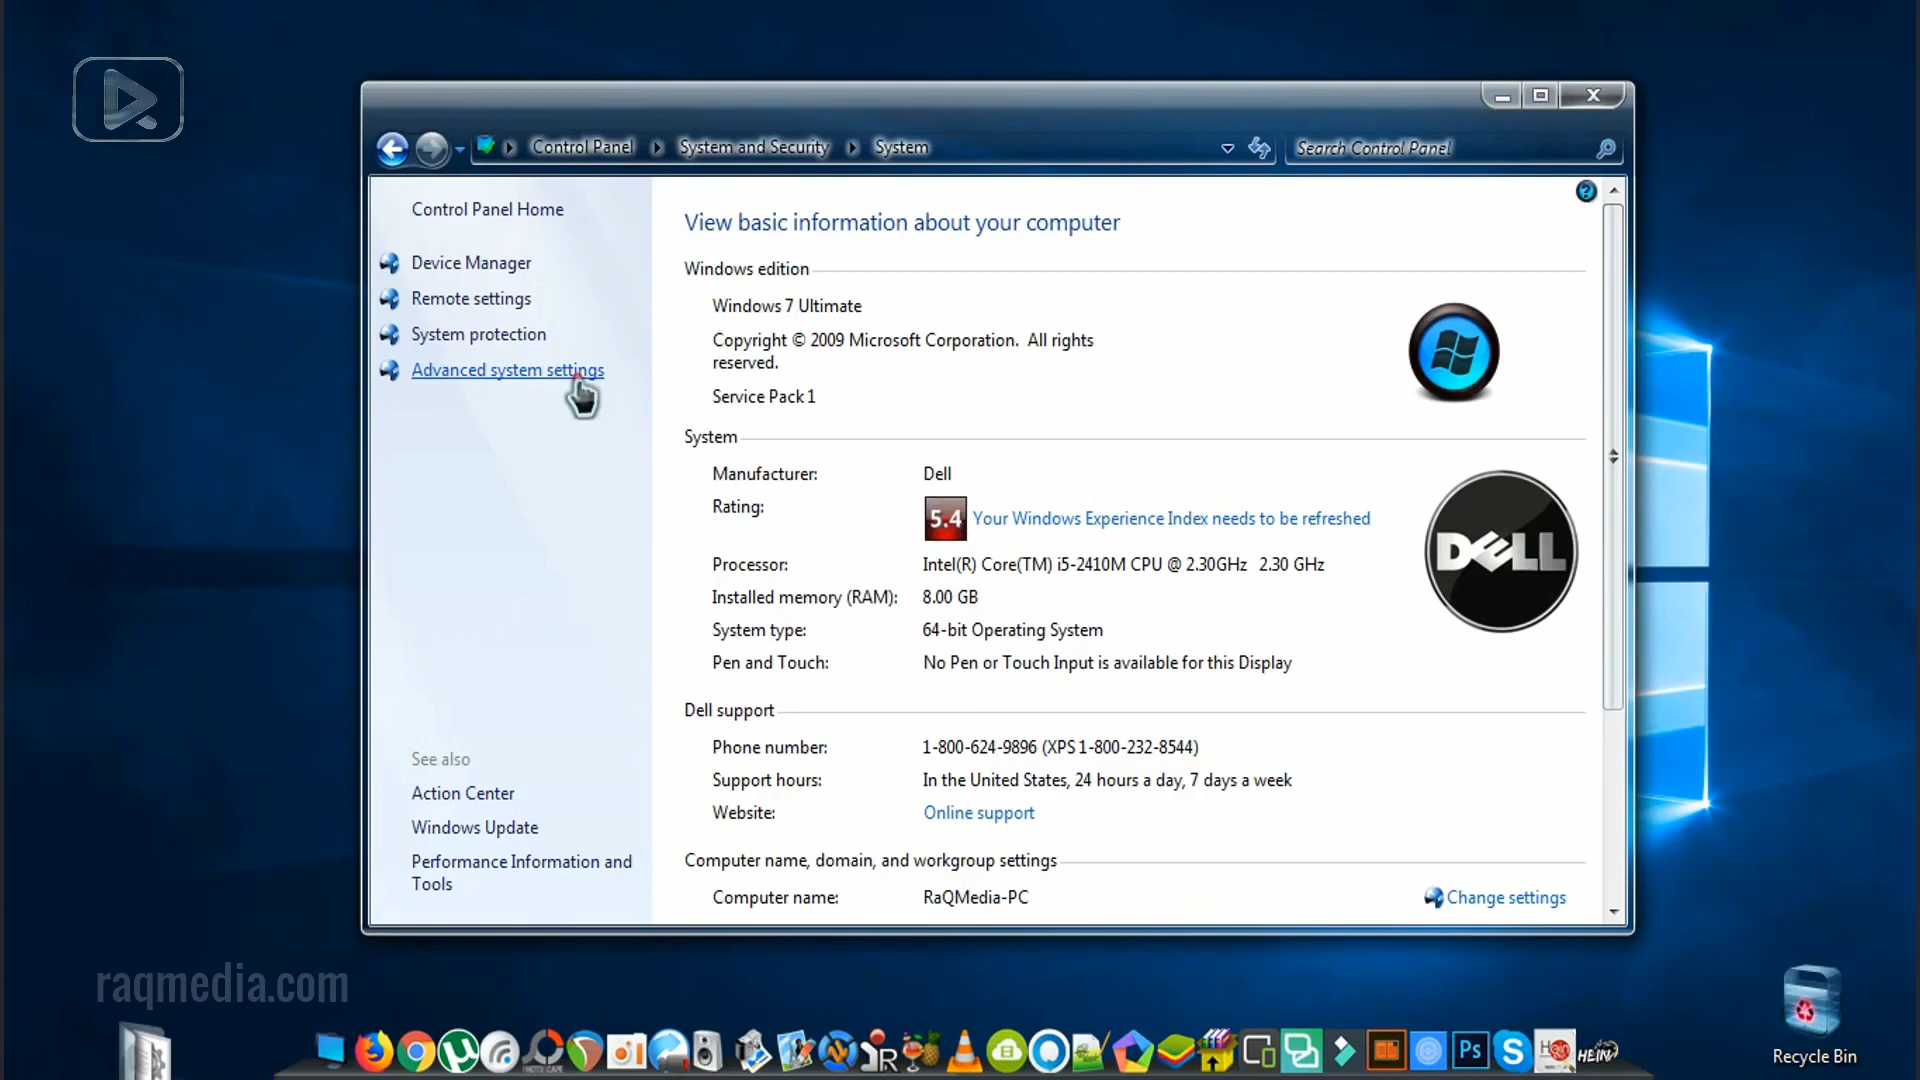 Control Panel
System and Security
System
Search Control Panel
Control Panel Home
Device Manager
Remote settings
System protection
Advanced system settings
See also
Action Center
Windows Update
Performance Information and
Tools
View basic information about your computer
Windows edition
Windows 7 Ultimate
Copyright © 2009 Microsoft Corporation.  All rights
reserved.
Service Pack 1
System
Manufacturer: Dell
Rating: 5.4 Your Windows Experience Index needs to be refreshed
Processor: Intel(R) Core(TM) i5-2410M CPU @ 2.30GHz  2.30 GHz
Installed memory (RAM): 8.00 GB
System type: 64-bit Operating System
Pen and Touch: No Pen or Touch Input is available for this Display
DELL
Dell support
Phone number: 1-800-624-9896 (XPS 1-800-232-8544)
Support hours: In the United States, 24 hours a day, 7 days a week
Website: Online support
Computer name, domain, and workgroup settings
Computer name: RaQMedia-PC
Change settings
raqmedia.com
Ps
HEIN
Recycle Bin